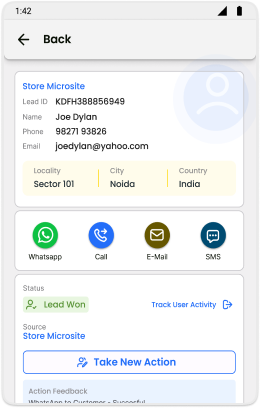 1:42
Back
Store Microsite
Lead ID KDFH388856949
Name Joe Dylan
Phone 98271 93826
Email joedylan@yahoo.com
Locality City Country
Sector 101 Noida India
Whatsapp Call E-Mail SMS
Status
Lead Won Track User Activity
Source
Store Microsite
Take New Action
Action Feedback
WhatsApp to Customer - Succesful